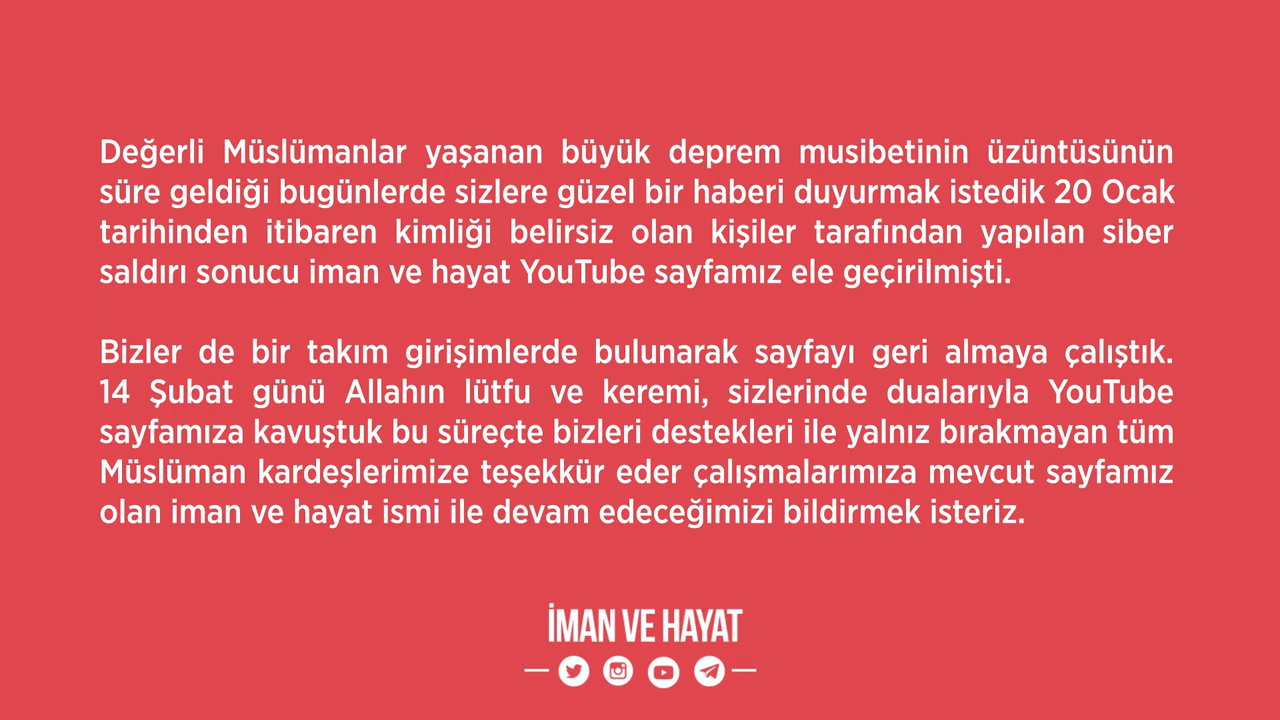 Değerli Müslümanlar yaşanan büyük deprem musibetinin üzüntüsünün
süre geldiği bugünlerde sizlere güzel bir haberi duyurmak istedik 20 Ocak
tarihinden itibaren kimliği belirsiz olan kişiler tarafından yapılan siber
saldırı sonucu iman ve hayat YouTube sayfamız ele geçirilmişti.
Bizler de bir takım girişimlerde bulunarak sayfayı geri almaya çalıştık.
14 Şubat günü Allahın lütfu ve keremi, sizlerinde dualarıyla YouTube
sayfamıza kavuştuk bu süreçte bizleri destekleri ile yalnız bırakmayan tüm
Müslüman kardeşlerimize teşekkür eder çalışmalarımıza mevcut sayfamız
olan iman ve hayat ismi ile devam edeceğimizi bildirmek isteriz.
İMAN VE HAYAT